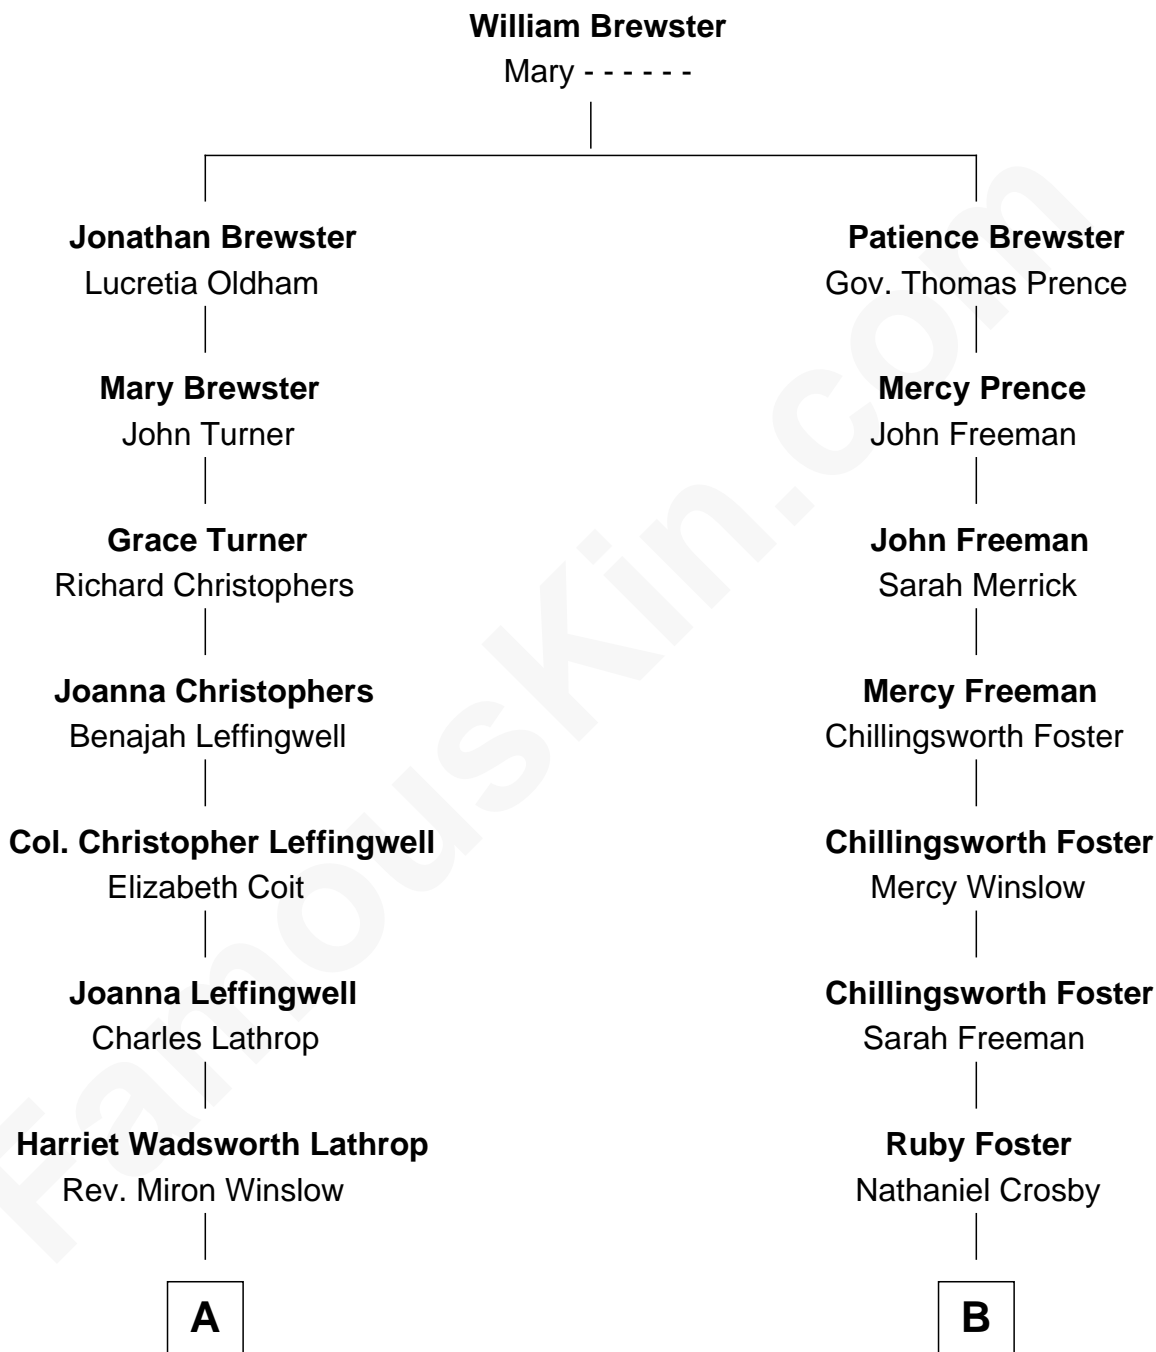 William Brewster
Mary - - - - - -
Jonathan Brewster
Lucretia Oldham
Patience Brewster
Gov. Thomas Prence
Mary Brewster
John Turner
Mercy Prence
John Freeman
Grace Turner
Richard Christophers
John Freeman
Sarah Merrick
Joanna Christophers
Benajah Leffingwell
Mercy Freeman
Chillingsworth Foster
Col. Christopher Leffingwell
Elizabeth Coit
Chillingsworth Foster
Mercy Winslow
Joanna Leffingwell
Charles Lathrop
Chillingsworth Foster
Sarah Freeman
Harriet Wadsworth Lathrop
Rev. Miron Winslow
Ruby Foster
Nathaniel Crosby
A
B
FamousKin.com